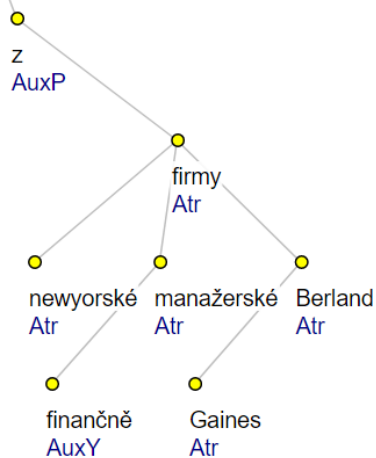 z
AuxP
firmy
Atr
newyorské manažerské Berland
Atr Atr Atr
finančně Gaines
AuxY Atr